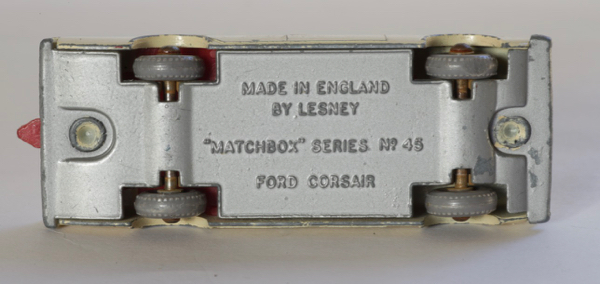 MADE IN ENGLAND
BY LESNEY
"MATCHBOX" SERIES Nº 45
FORD CORSAIR